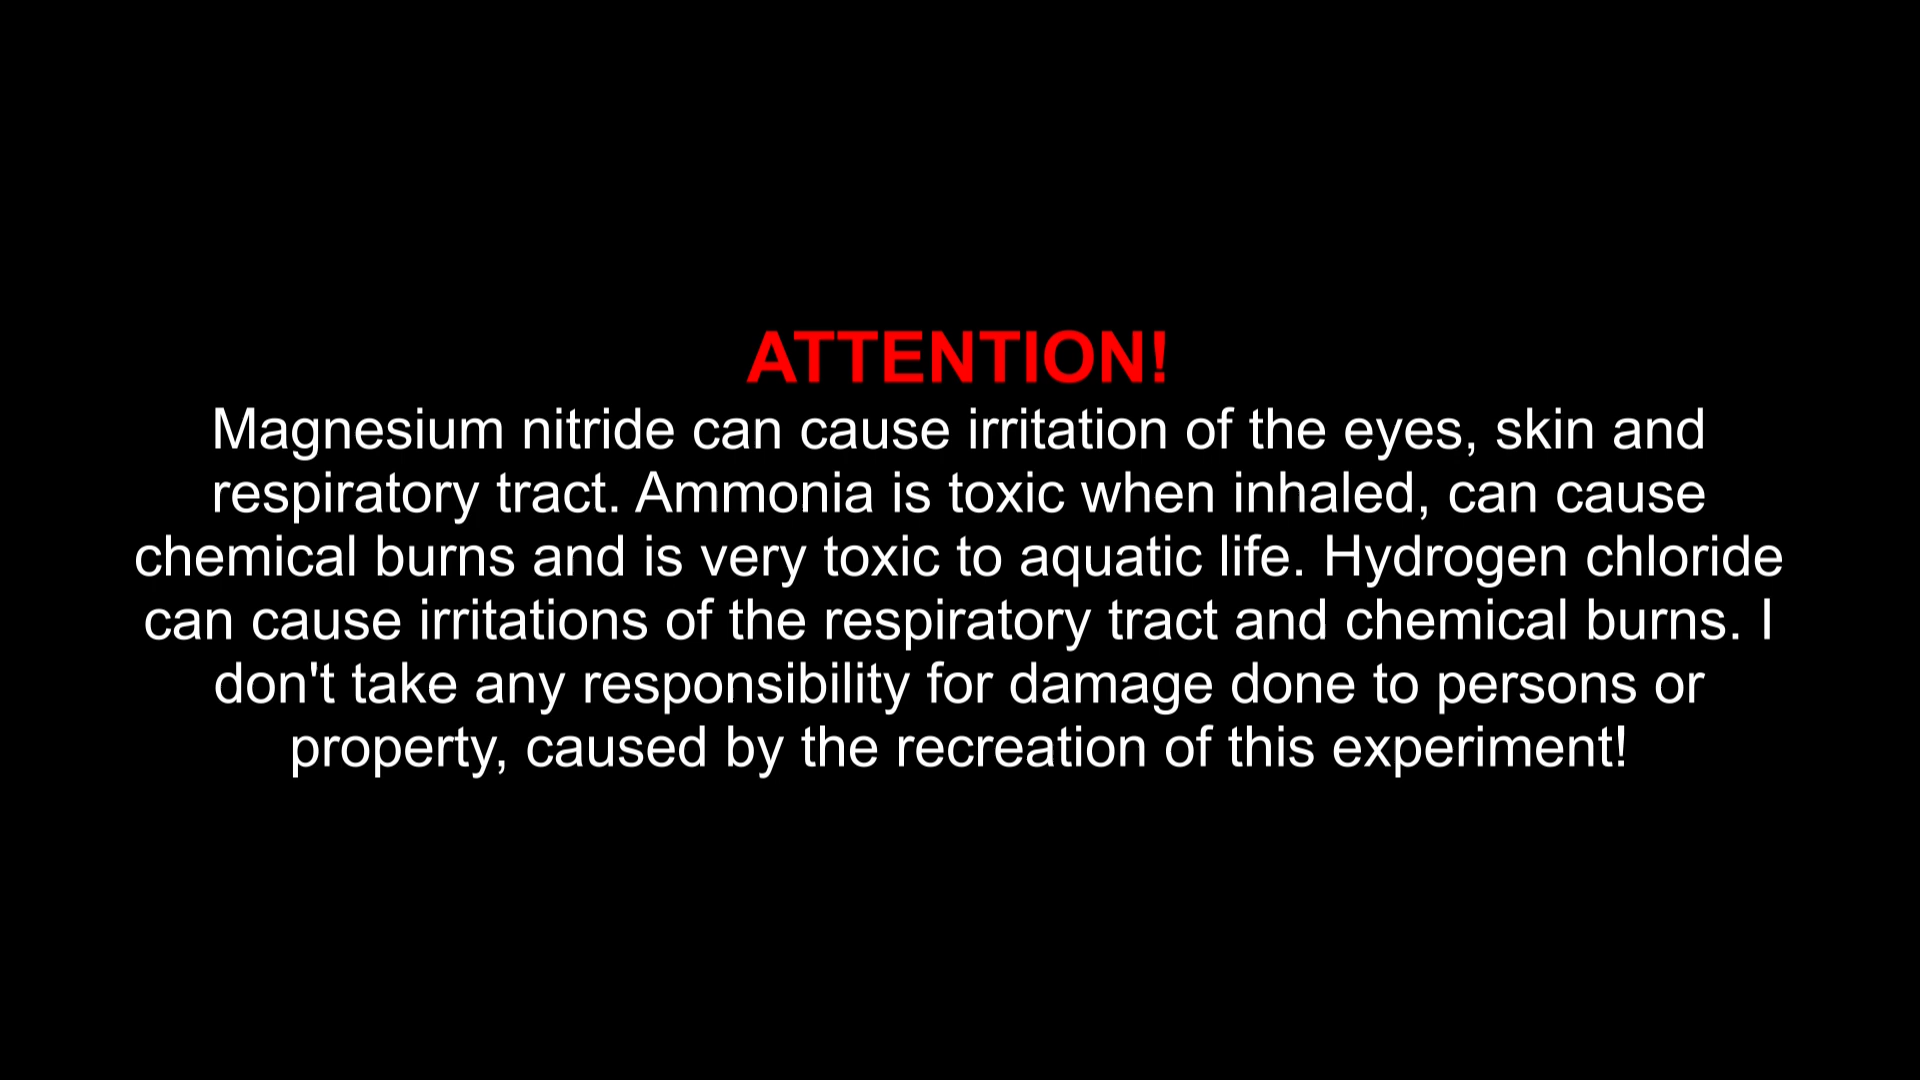 ATTENTION!
Magnesium nitride can cause irritation of the eyes, skin and
respiratory tract. Ammonia is toxic when inhaled, can cause
chemical burns and is very toxic to aquatic life. Hydrogen chloride
can cause irritations of the respiratory tract and chemical burns. I
don't take any responsibility for damage done to persons or
property, caused by the recreation of this experiment!